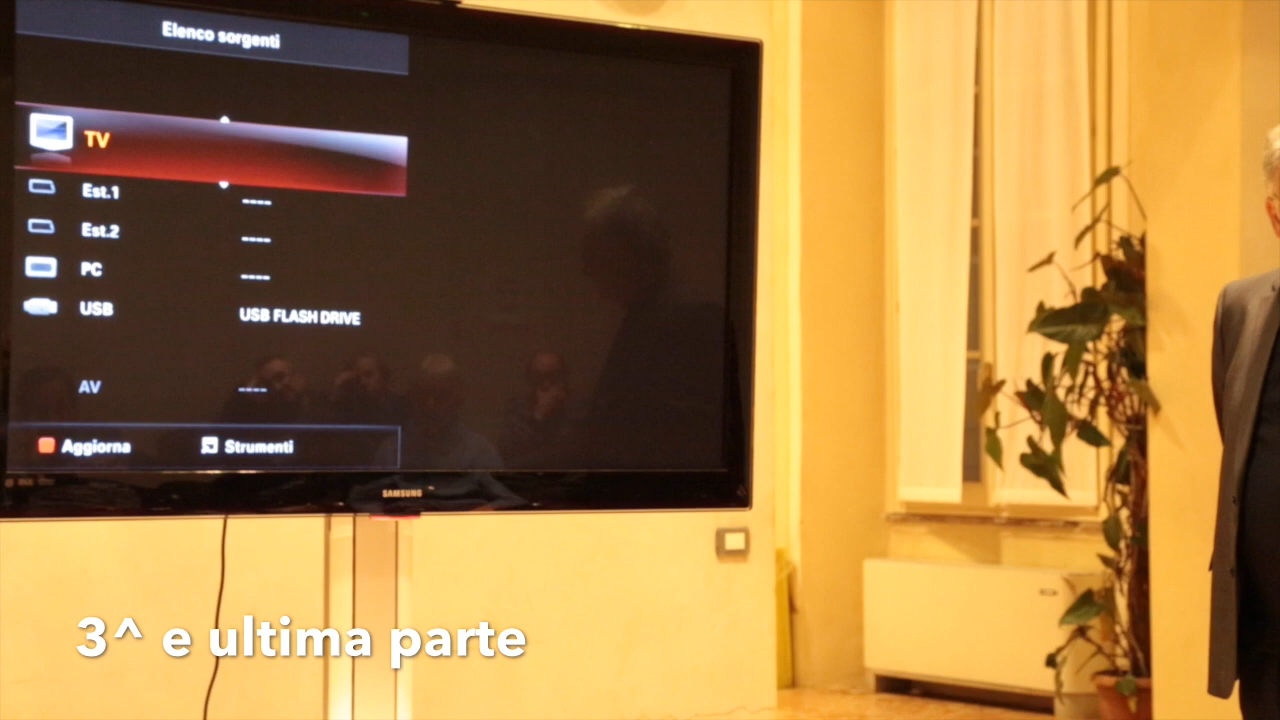 Elenco sorgenti
TV
Est.1 ----
Est.2 ----
PC ----
USB USB FLASH DRIVE
AV ----
Aggiorna Strumenti
SAMSUNG
3^ e ultima parte